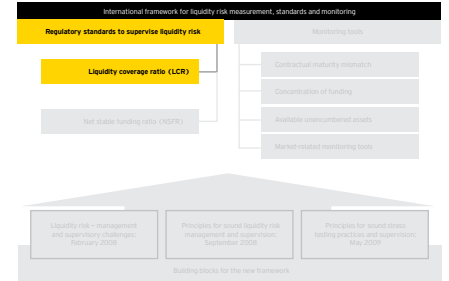 International framework for liquidity risk measurement, standards and monitoring
Regulatory standards to supervise liquidity risk
Monitoring tools
Liquidity coverage ratio (LCR)
Net stable funding ratio (NSFR)
Contractual maturity mismatch
Concentration of funding
Available unencumbered assets
Market-related monitoring tools
Liquidity risk – management
and supervisory challenges:
February 2008
Principles for sound liquidity risk
management and supervision:
September 2008
Principles for sound stress
testing practices and supervision:
May 2009
Building blocks for the new framework